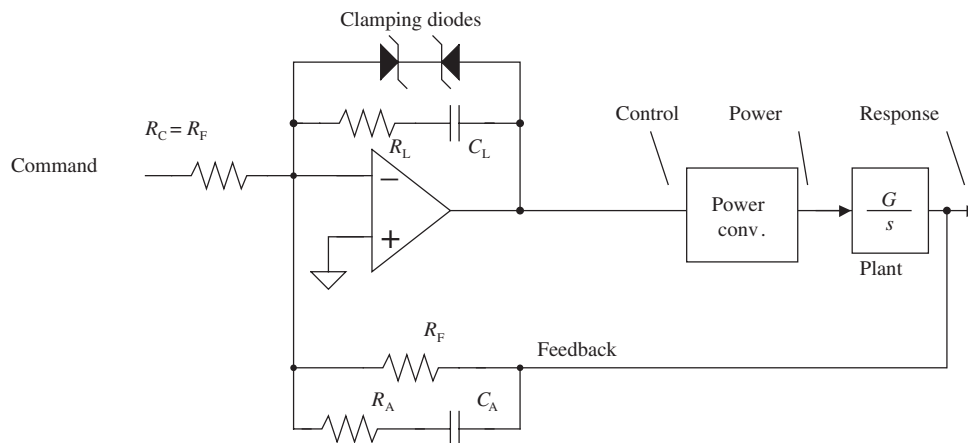 Clamping diodes
R_C = R_F
R_L
C_L
Command
−
+
Control
Power
Response
Power
conv.
G
s
Plant
R_F
Feedback
R_A
C_A